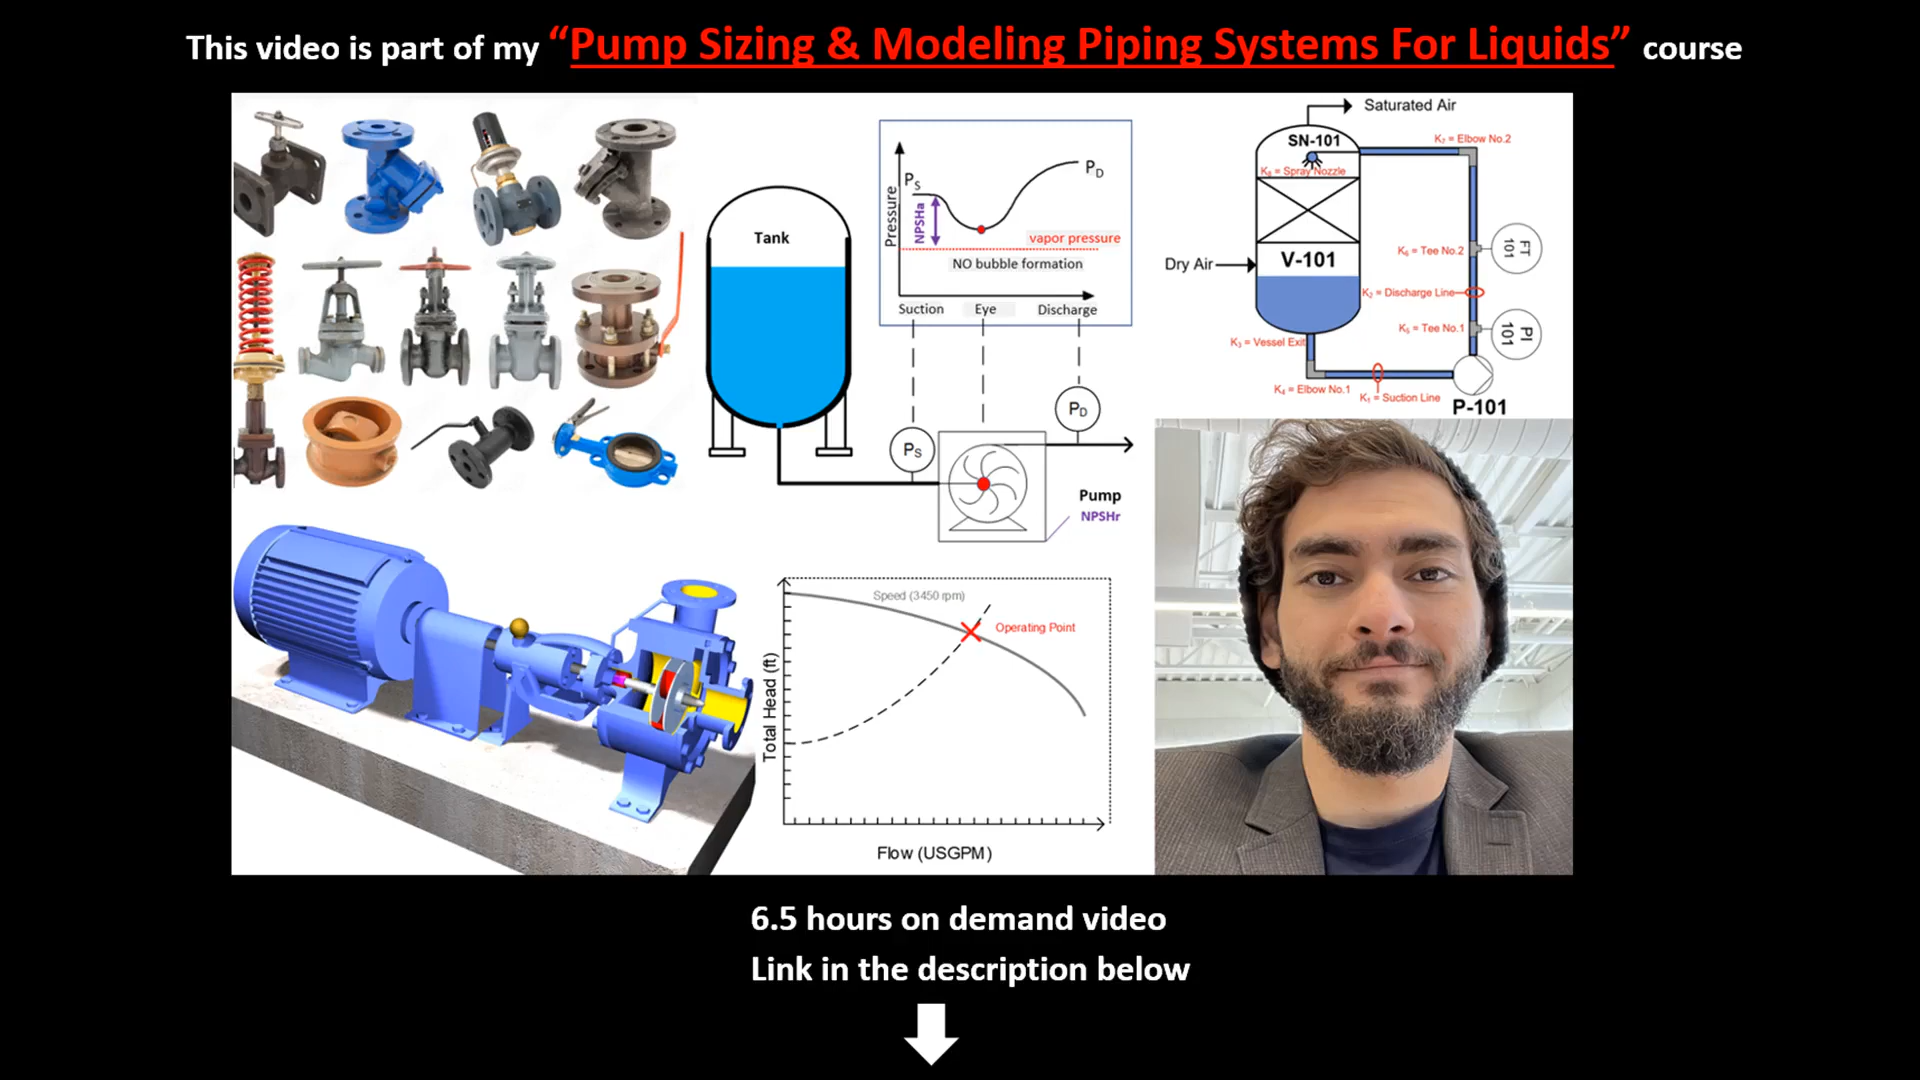 This video is part of my “Pump Sizing & Modeling Piping Systems For Liquids” course
Tank
Pressure
PS
PD
NPSHa
vapor pressure
NO bubble formation
Suction
Eye
Discharge
PS
PD
Pump
NPSHr
Saturated Air
SN-101
K7 = Elbow No.2
K8 = Spray Nozzle
Dry Air
V-101
K6 = Tee No.2
FT
101
K2 = Discharge Line
K5 = Tee No.1
PI
101
K3 = Vessel Exit
K4 = Elbow No.1
K1 = Suction Line
P-101
Speed (3450 rpm)
Operating Point
Total Head (ft)
Flow (USGPM)
6.5 hours on demand video
Link in the description below